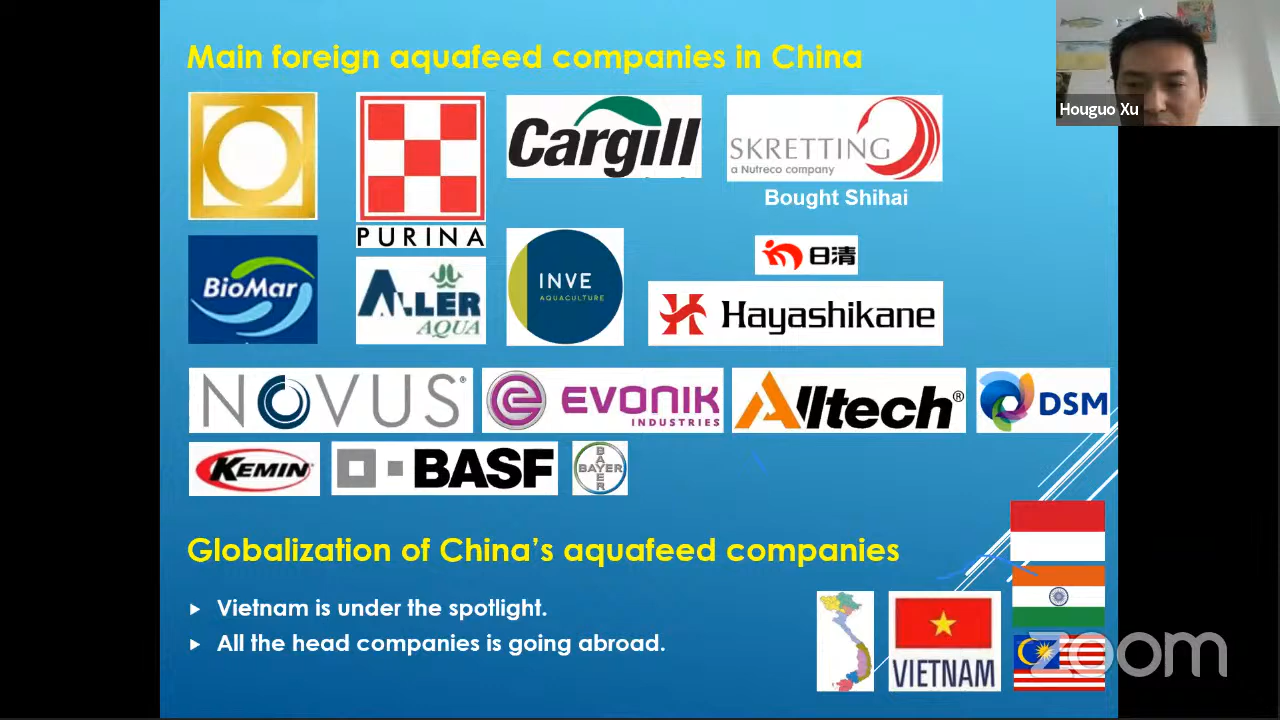 Main foreign aquafeed companies in China
Houguo Xu
PURINA
Cargill
SKRETTING
a Nutreco company
Bought Shihai
BioMar
ALLER
AQUA
INVE
AQUACULTURE
日清
Hayashikane
NOVUS®
EVONIK
INDUSTRIES
Alltech®
DSM
KEMIN
BASF
BAYER
BAYER
Globalization of China's aquafeed companies
Vietnam is under the spotlight.
All the head companies is going abroad.
VIETNAM
zoom